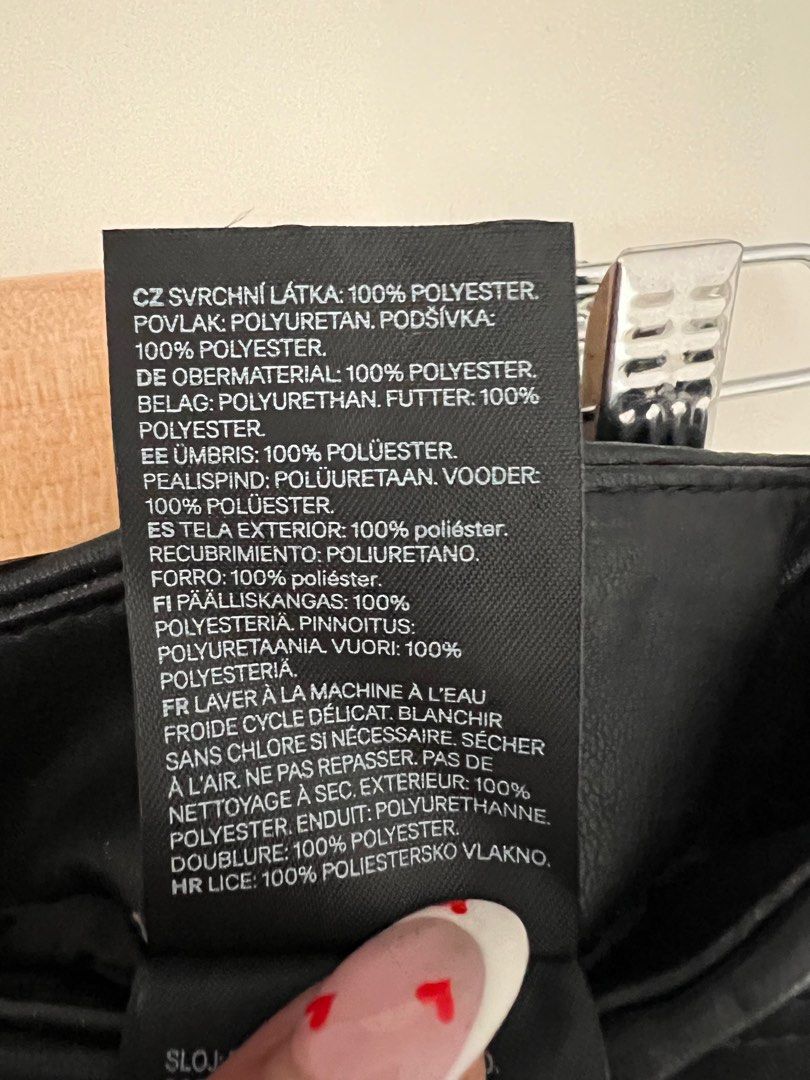 CZ SVRCHNÍ LÁTKA: 100% POLYESTER.
POVLAK: POLYURETAN. PODŠÍVKA:
100% POLYESTER.
DE OBERMATERIAL: 100% POLYESTER.
BELAG: POLYURETHAN. FUTTER: 100%
POLYESTER.
EE ÜMBRIS: 100% POLÜESTER.
PEALISPIND: POLÜURETAAN. VOODER:
100% POLÜESTER.
ES TELA EXTERIOR: 100% poliéster.
RECUBRIMIENTO: POLIURETANO.
FORRO: 100% poliéster.
FI PÄÄLLISKANGAS: 100%
POLYESTERIÄ. PINNOITUS:
POLYURETAANIA. VUORI: 100%
POLYESTERIÄ.
FR LAVER À LA MACHINE À L'EAU
FROIDE CYCLE DÉLICAT. BLANCHIR
SANS CHLORE SI NÉCESSAIRE. SÉCHER
À L'AIR. NE PAS REPASSER. PAS DE
NETTOYAGE À SEC. EXTERIEUR: 100%
POLYESTER. ENDUIT: POLYURETHANNE.
DOUBLURE: 100% POLYESTER.
HR LICE: 100% POLIESTERSKO VLAKNO.
SLOJ: